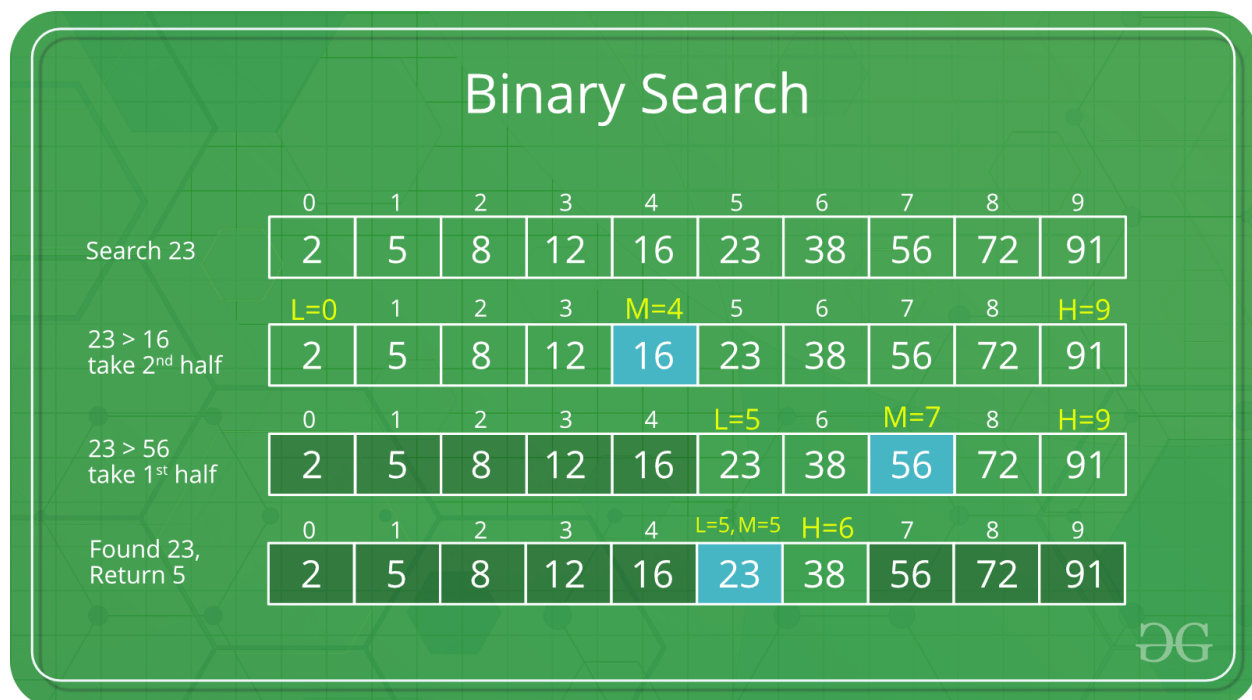 Binary Search
0 1 2 3 4 5 6 7 8 9
Search 23
2 5 8 12 16 23 38 56 72 91
L=0 1 2 3 M=4 5 6 7 8 H=9
23 > 16
take 2nd half
2 5 8 12 16 23 38 56 72 91
0 1 2 3 4 L=5 6 M=7 8 H=9
23 > 56
take 1st half
2 5 8 12 16 23 38 56 72 91
0 1 2 3 4 L=5, M=5 H=6 7 8 9
Found 23,
Return 5
2 5 8 12 16 23 38 56 72 91
GG